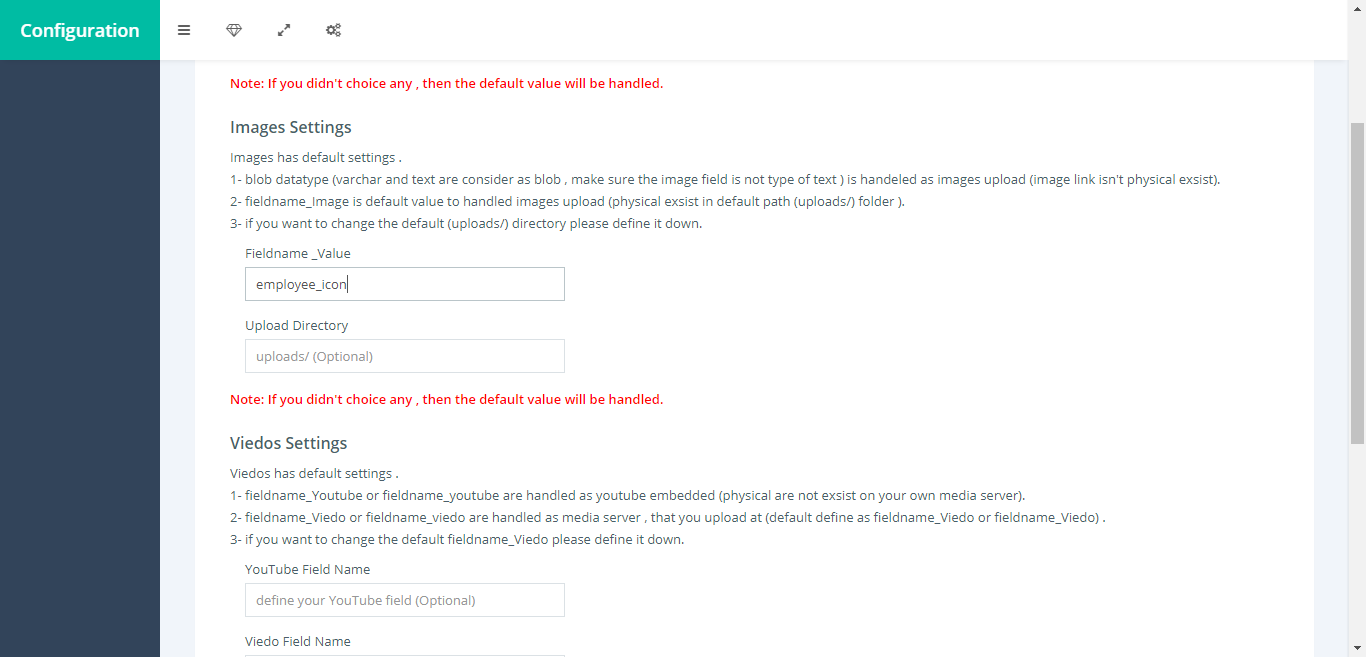 Configuration
Note: If you didn't choice any , then the default value will be handled.
Images Settings
Images has default settings .
1- blob datatype (varchar and text are consider as blob , make sure the image field is not type of text ) is handeled as images upload (image link isn't physical exsist).
2- fieldname_Image is default value to handled images upload (physical exsist in default path (uploads/) folder ).
3- if you want to change the default (uploads/) directory please define it down.
Fieldname _Value
employee_icon
Upload Directory
uploads/ (Optional)
Note: If you didn't choice any , then the default value will be handled.
Viedos Settings
Viedos has default settings .
1- fieldname_Youtube or fieldname_youtube are handled as youtube embedded (physical are not exsist on your own media server).
2- fieldname_Viedo or fieldname_viedo are handled as media server , that you upload at (default define as fieldname_Viedo or fieldname_Viedo) .
3- if you want to change the default fieldname_Viedo please define it down.
YouTube Field Name
define your YouTube field (Optional)
Viedo Field Name